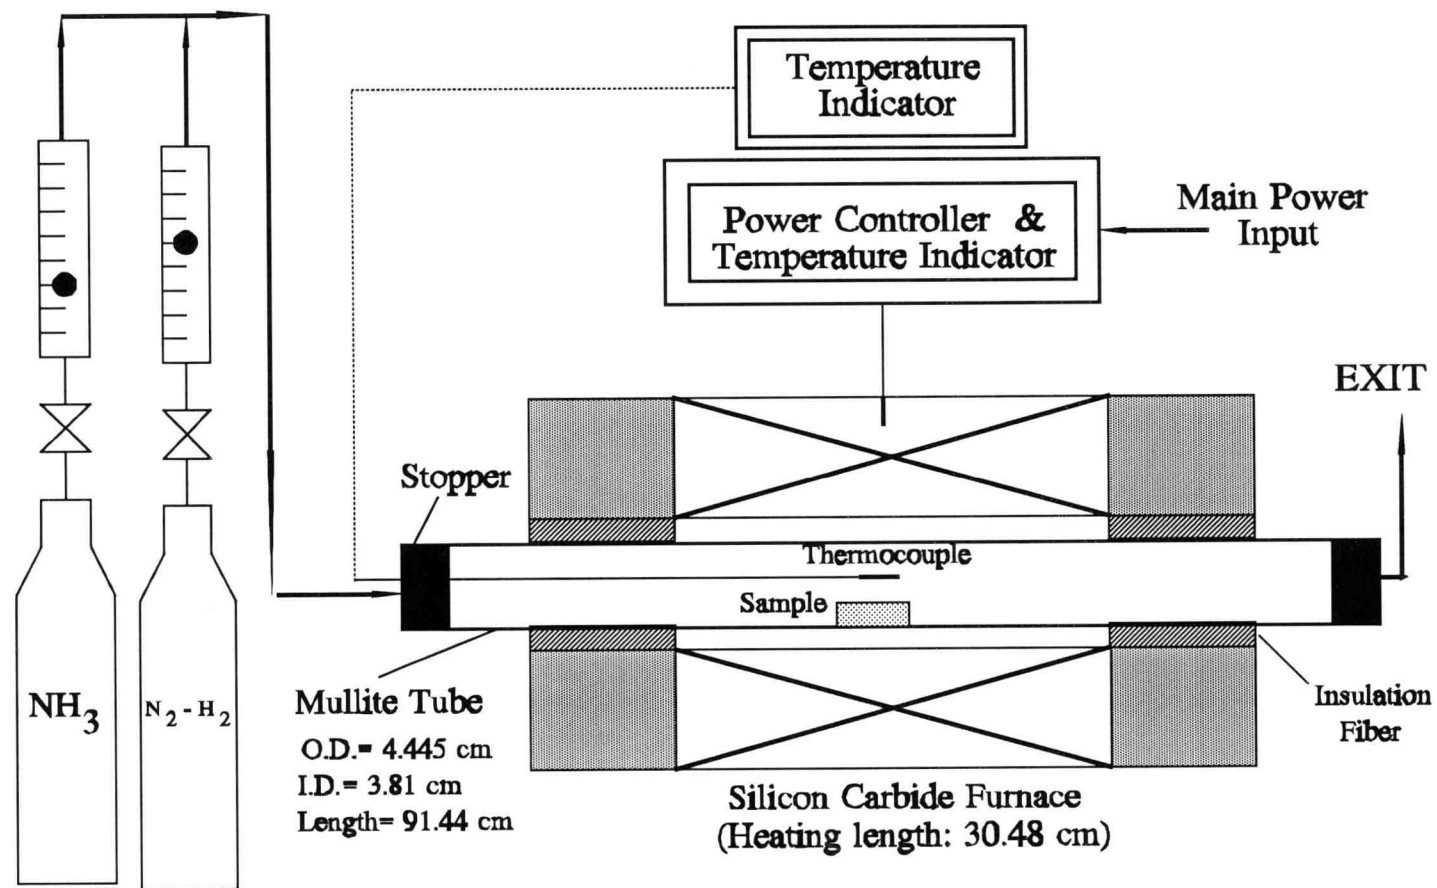 Temperature
Indicator
Power Controller &
Temperature Indicator
Main Power
Input
EXIT
Stopper
Thermocouple
Sample
NH3
N2-H2
Mullite Tube
O.D.= 4.445 cm
I.D.= 3.81 cm
Length= 91.44 cm
Insulation
Fiber
Silicon Carbide Furnace
(Heating length: 30.48 cm)